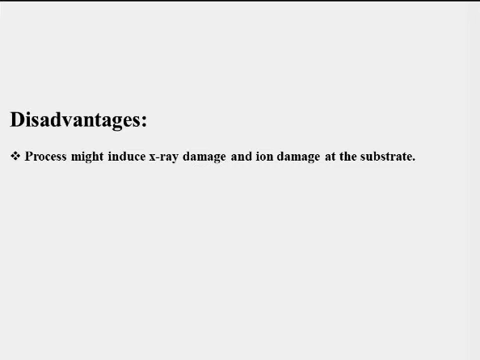 Disadvantages:
❖ Process might induce x-ray damage and ion damage at the substrate.